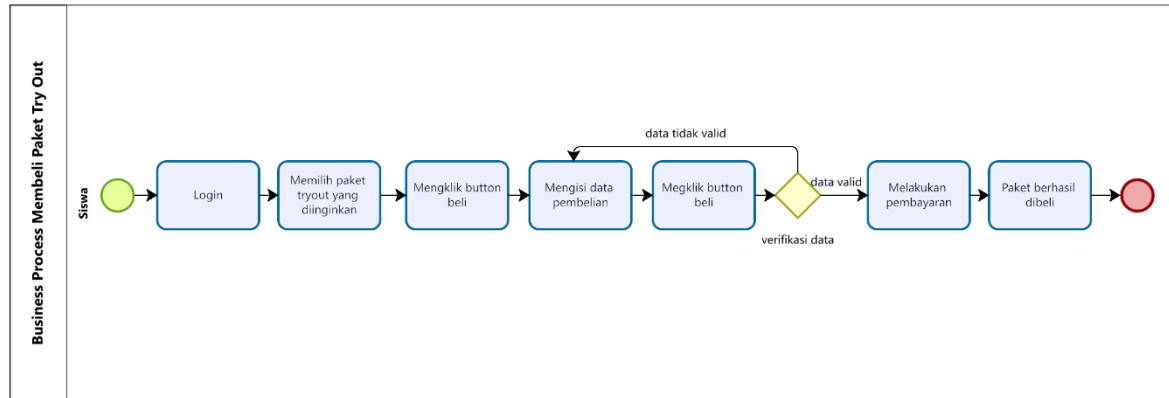 Business Process Membeli Paket Try Out
Siswa
Login
Memilih paket
tryout yang
diinginkan
Mengklik button
beli
Mengisi data
pembelian
Megklik button
beli
data tidak valid
verifikasi data
data valid
Melakukan
pembayaran
Paket berhasil
dibeli